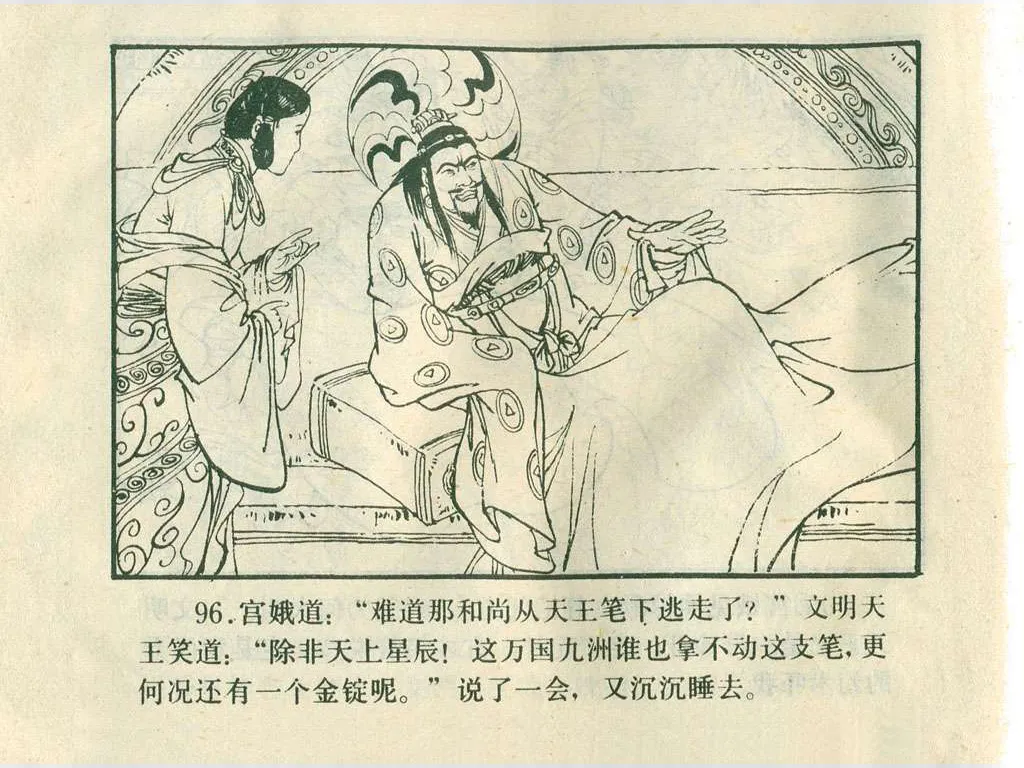 96.宫娥道:“难道那和尚从天王笔下逃走了?”文明天
王笑道:“除非天上星辰!这万国九洲谁也拿不动这支笔,更
何况还有一个金锭呢。”说了一会,又沉沉睡去。